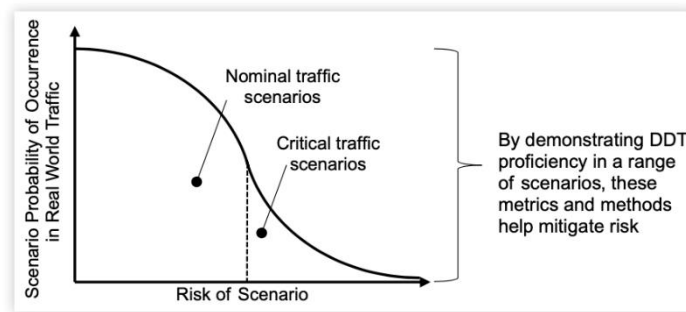 Scenario Probability of Occurrence
in Real World Traffic
Nominal traffic
scenarios
Critical traffic
scenarios
Risk of Scenario
By demonstrating DDT
proficiency in a range
of scenarios, these
metrics and methods
help mitigate risk